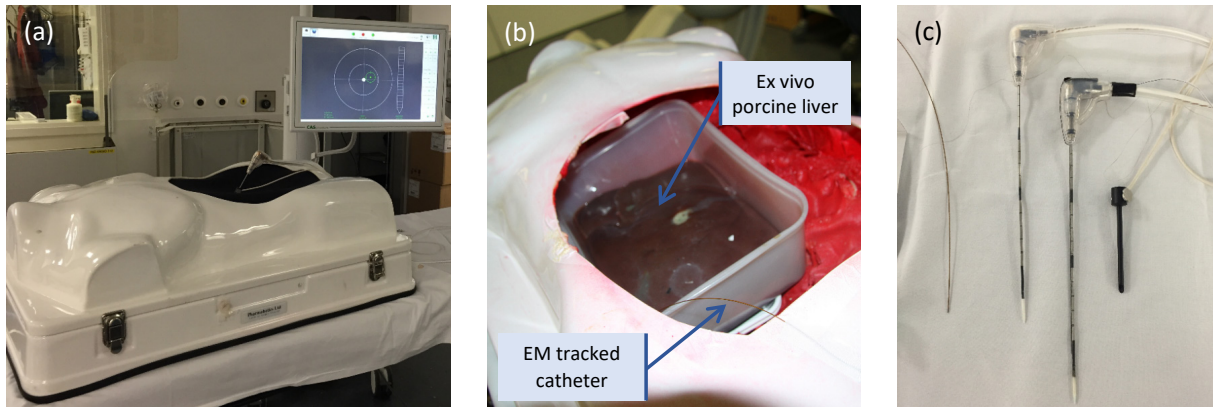 (a)
(b)
(c)
Ex vivo
porcine liver
EM tracked
catheter